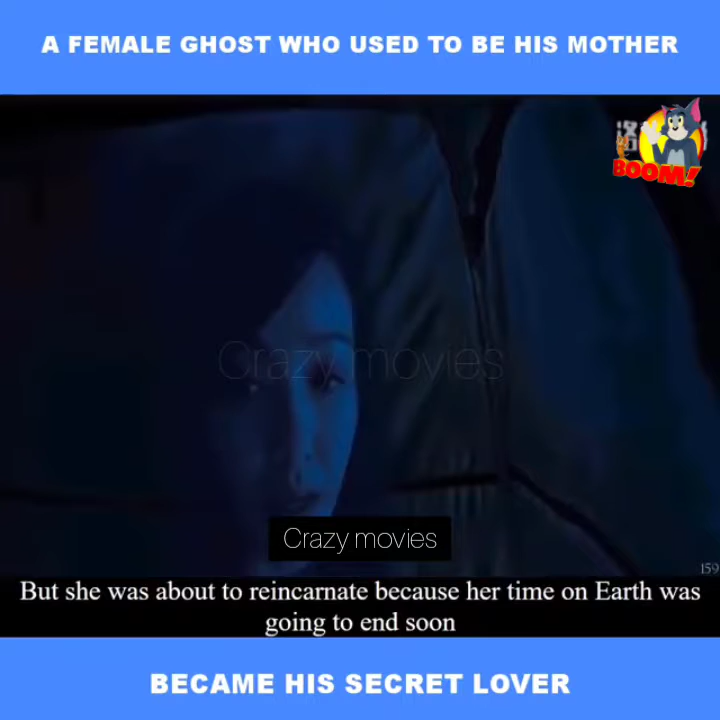 A FEMALE GHOST WHO USED TO BE HIS MOTHER
BOOM!
Crazy movies
Crazy movies
159
But she was about to reincarnate because her time on Earth was
going to end soon
BECAME HIS SECRET LOVER